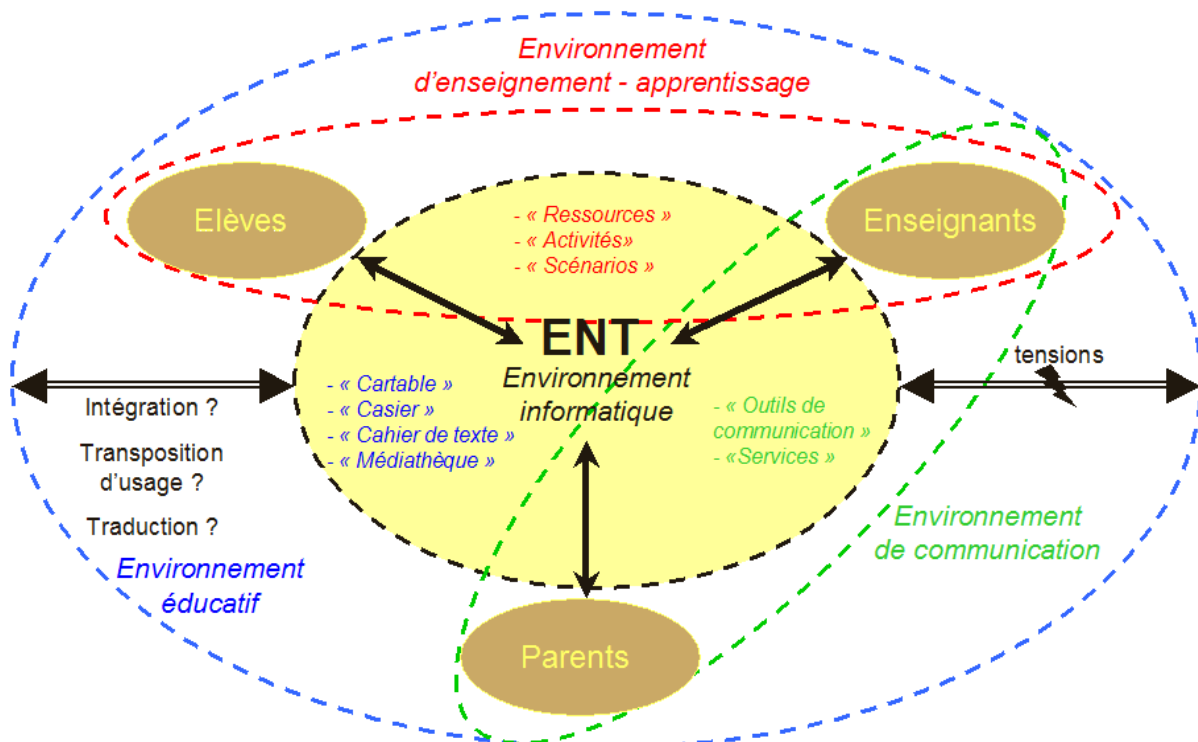 Environnement
d'enseignement - apprentissage
Elèves
Enseignants
- « Ressources »
- « Activités»
- « Scénarios »
ENT
Environnement
informatique
tensions
- « Cartable »
- « Casier »
- « Cahier de texte »
- « Médiathèque »
- « Outils de
communication »
- «Services »
Intégration ?
Transposition
d'usage ?
Traduction ?
Environnement
éducatif
Environnement
de communication
Parents